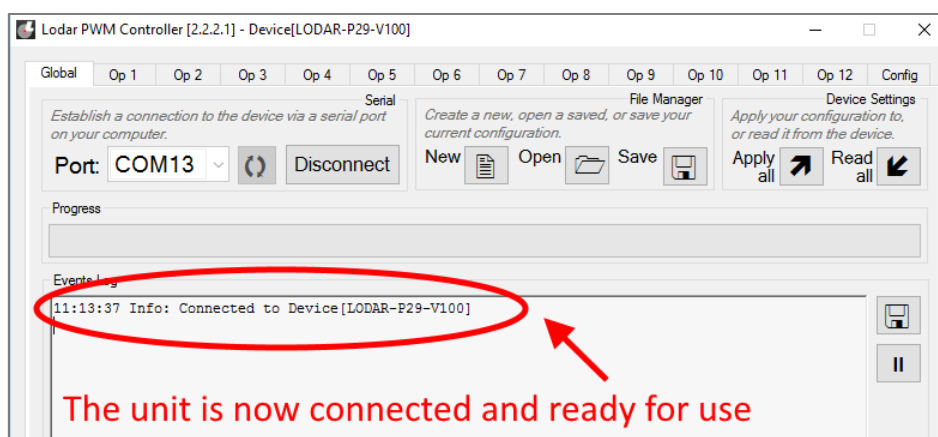 Lodar PWM Controller [2.2.2.1] - Device[LODAR-P29-V100]
Global Op 1 Op 2 Op 3 Op 4 Op 5 Op 6 Op 7 Op 8 Op 9 Op 10 Op 11 Op 12 Config
Serial
Establish a connection to the device via a serial port
on your computer.
Port: COM13 Disconnect
File Manager
Create a new, open a saved, or save your
current configuration.
New Open Save
Device Settings
Apply your configuration to,
or read it from the device.
Apply all Read all
Progress
Events Log
11:13:37 Info: Connected to Device[LODAR-P29-V100]
The unit is now connected and ready for use